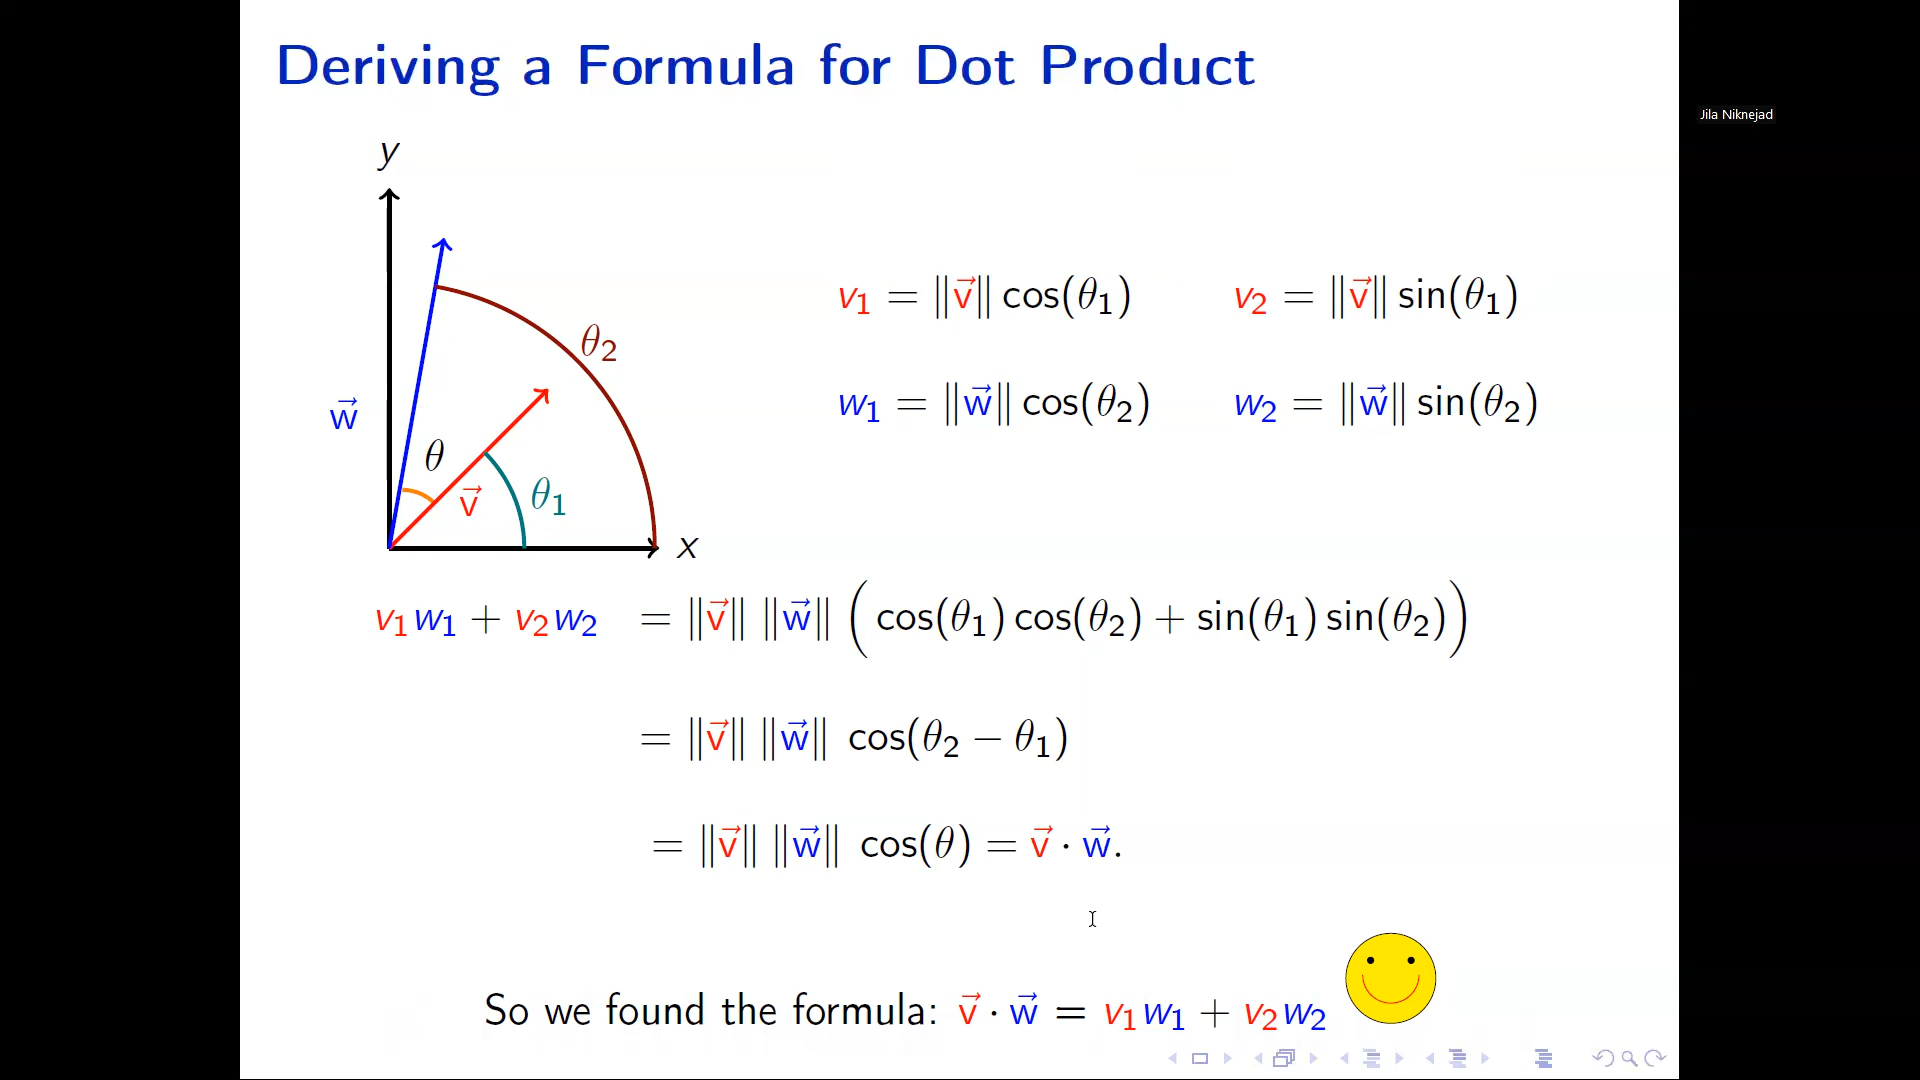 Deriving a Formula for Dot Product
Jila Niknejad
y
θ₂
v₁ = ‖v⃗‖ cos(θ₁) v₂ = ‖v⃗‖ sin(θ₁)
w₁ = ‖w⃗‖ cos(θ₂) w₂ = ‖w⃗‖ sin(θ₂)
w⃗
θ
v⃗
θ₁
x
v₁w₁ + v₂w₂ = ‖v⃗‖ ‖w⃗‖ ( cos(θ₁) cos(θ₂) + sin(θ₁) sin(θ₂) )
= ‖v⃗‖ ‖w⃗‖ cos(θ₂ − θ₁)
= ‖v⃗‖ ‖w⃗‖ cos(θ) = v⃗ · w⃗.
So we found the formula: v⃗ · w⃗ = v₁w₁ + v₂w₂